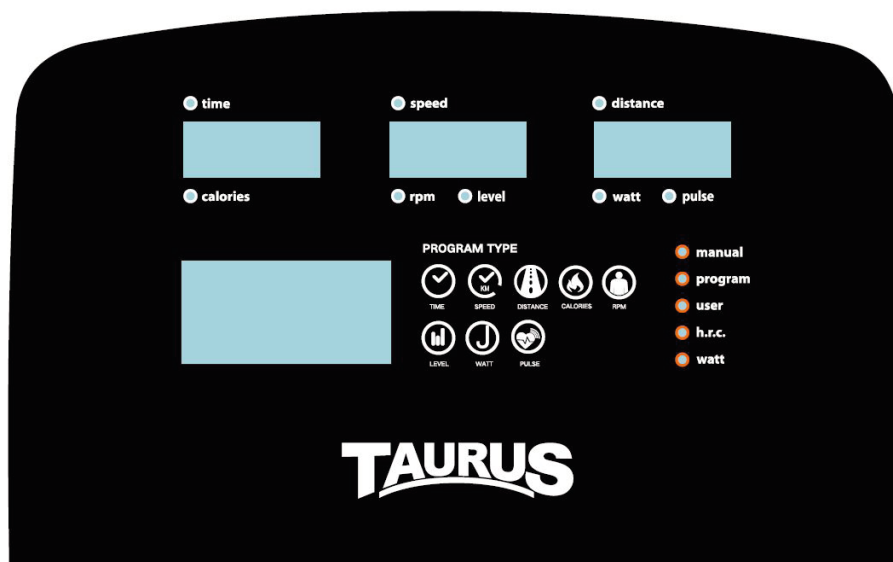 time speed distance
calories rpm level watt pulse
PROGRAM TYPE
KM
TIME SPEED DISTANCE CALORIES RPM
LEVEL WATT PULSE
manual
program
user
h.r.c.
watt
TAURUS